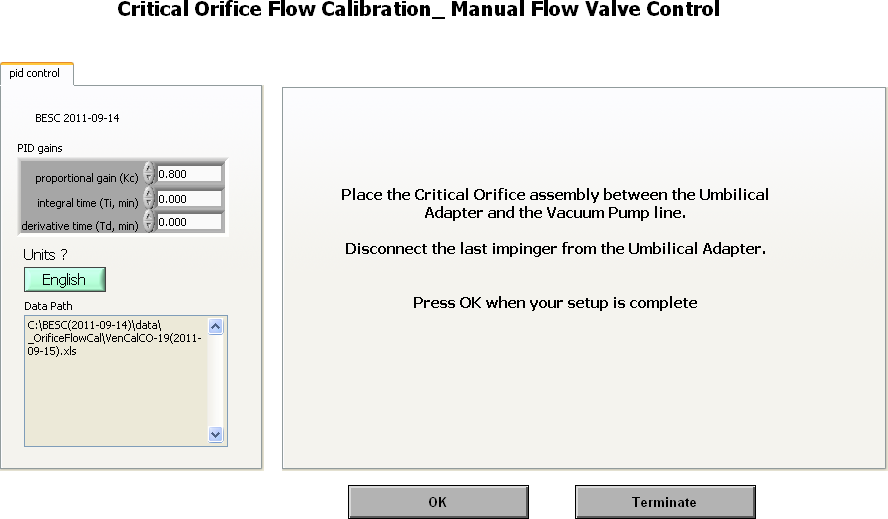 Critical Orifice Flow Calibration_ Manual Flow Valve Control
pid control
BESC 2011-09-14
PID gains
proportional gain (Kc) 0.800
integral time (Ti, min) 0.000
derivative time (Td, min) 0.000
Units ?
English
Data Path
C:\BESC(2011-09-14)\data\
_OrificeFlowCal\VenCalCO-19(2011-
09-15).xls
Place the Critical Orifice assembly between the Umbilical
Adapter and the Vacuum Pump line.
Disconnect the last impinger from the Umbilical Adapter.
Press OK when your setup is complete
OK
Terminate